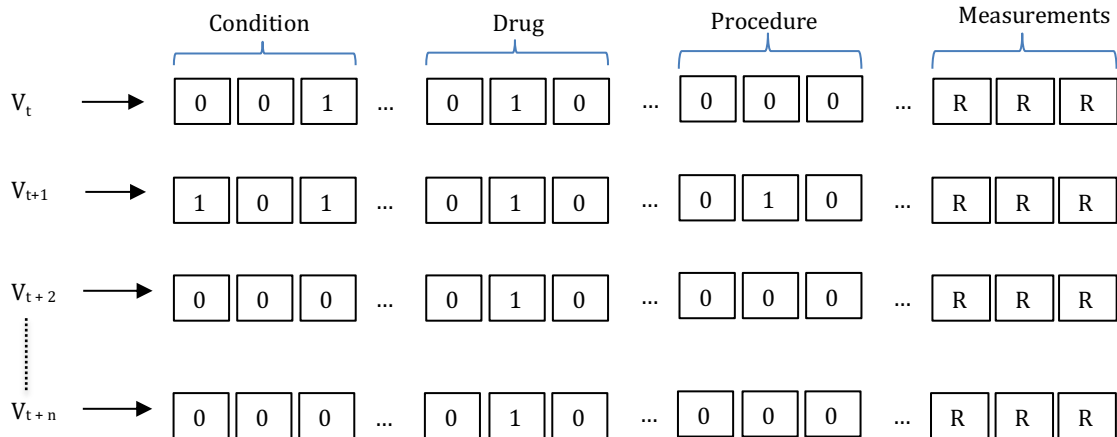 Condition Drug Procedure Measurements
Vt 0 0 1 ... 0 1 0 ... 0 0 0 ... R R R
Vt+1 1 0 1 ... 0 1 0 ... 0 1 0 ... R R R
Vt + 2 0 0 0 ... 0 1 0 ... 0 0 0 ... R R R
Vt + n 0 0 0 ... 0 1 0 ... 0 0 0 ... R R R